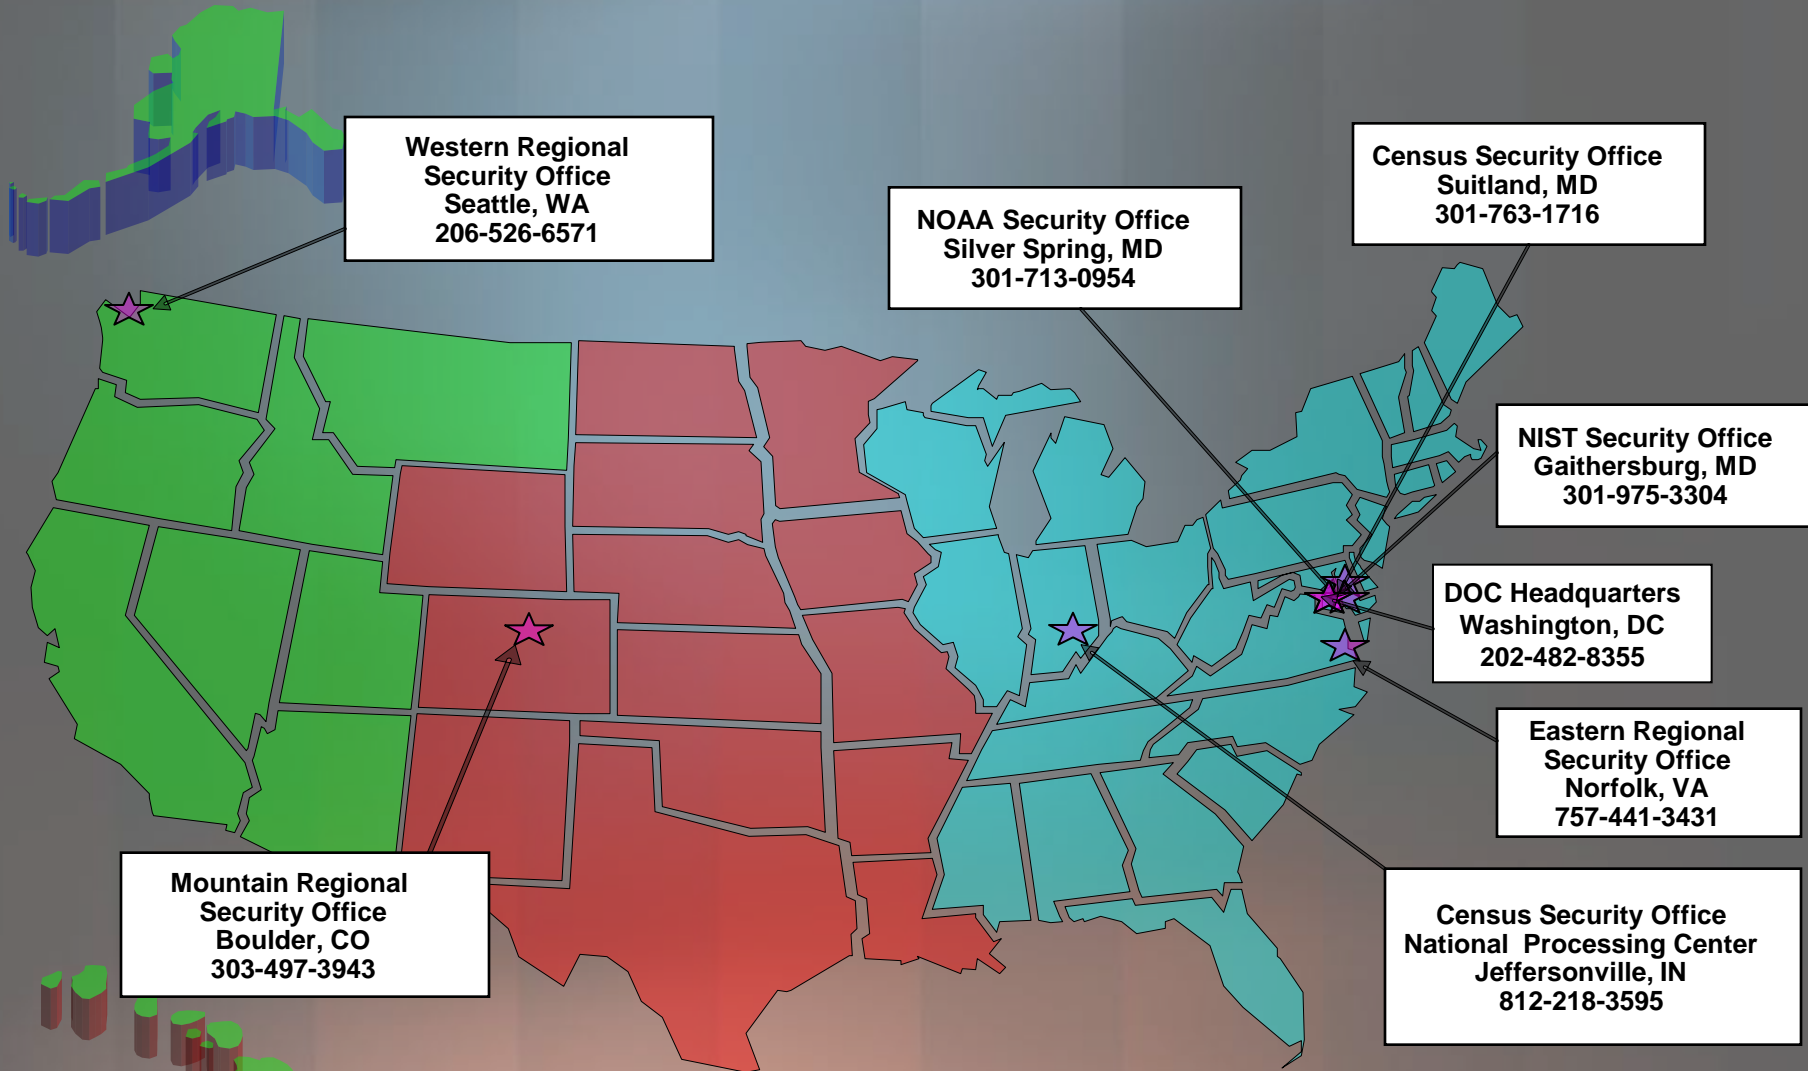 Western Regional
Security Office
Seattle, WA
206-526-6571
NOAA Security Office
Silver Spring, MD
301-713-0954
Census Security Office
Suitland, MD
301-763-1716
NIST Security Office
Gaithersburg, MD
301-975-3304
DOC Headquarters
Washington, DC
202-482-8355
Eastern Regional
Security Office
Norfolk, VA
757-441-3431
Mountain Regional
Security Office
Boulder, CO
303-497-3943
Census Security Office
National Processing Center
Jeffersonville, IN
812-218-3595